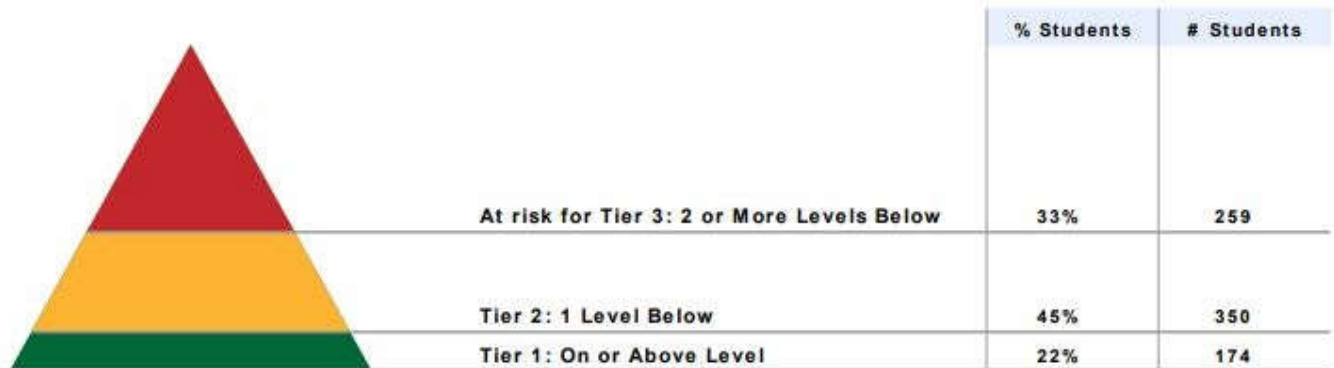 % Students # Students
At risk for Tier 3: 2 or More Levels Below 33% 259
Tier 2: 1 Level Below 45% 350
Tier 1: On or Above Level 22% 174